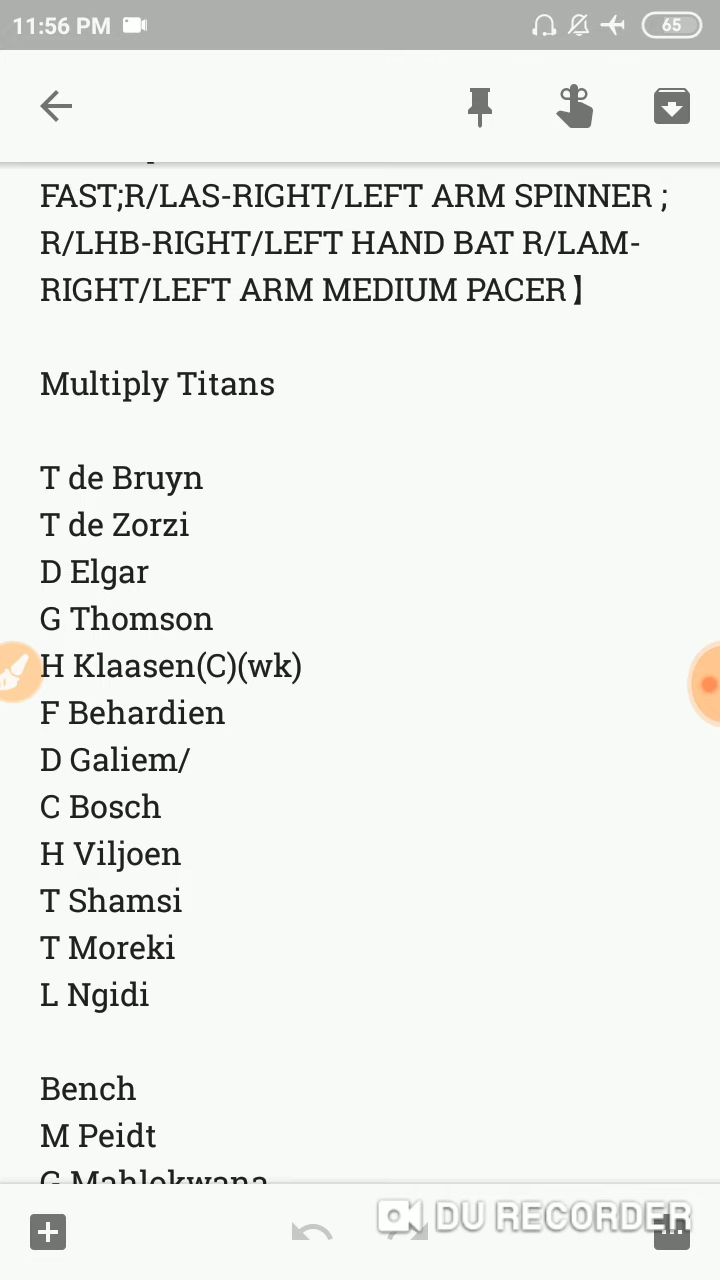 11:56 PM
65
FAST;R/LAS-RIGHT/LEFT ARM SPINNER ;
R/LHB-RIGHT/LEFT HAND BAT R/LAM-
RIGHT/LEFT ARM MEDIUM PACER】
Multiply Titans
T de Bruyn
T de Zorzi
D Elgar
G Thomson
H Klaasen(C)(wk)
F Behardien
D Galiem/
C Bosch
H Viljoen
T Shamsi
T Moreki
L Ngidi
Bench
M Peidt
G Mahlokwana
DU RECORDER